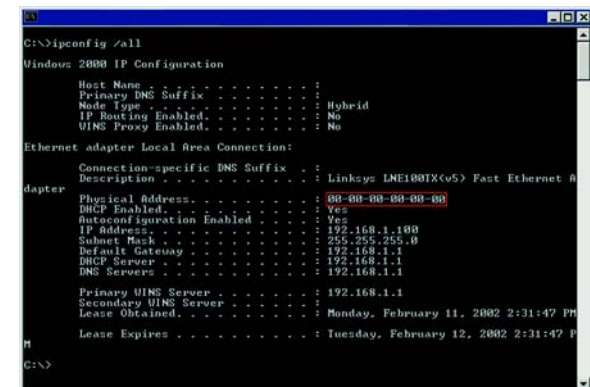 C:\>ipconfig /all
Windows 2000 IP Configuration
Host Name . . . . . . . . . . . . :
Primary DNS Suffix . . . . . . . :
Node Type . . . . . . . . . . . . : Hybrid
IP Routing Enabled. . . . . . . . : No
WINS Proxy Enabled. . . . . . . . : No
Ethernet adapter Local Area Connection:
Connection-specific DNS Suffix . :
Description . . . . . . . . . . . : Linksys LNE100TX(v5) Fast Ethernet A
dapter
Physical Address. . . . . . . . . : 00-00-00-00-00-00
DHCP Enabled. . . . . . . . . . . : Yes
Autoconfiguration Enabled . . . . : Yes
IP Address. . . . . . . . . . . . : 192.168.1.100
Subnet Mask . . . . . . . . . . . : 255.255.255.0
Default Gateway . . . . . . . . . : 192.168.1.1
DHCP Server . . . . . . . . . . . : 192.168.1.1
DNS Servers . . . . . . . . . . . : 192.168.1.1
Primary WINS Server . . . . . . . : 192.168.1.1
Secondary WINS Server . . . . . . :
Lease Obtained. . . . . . . . . . : Monday, February 11, 2002 2:31:47 PM
Lease Expires . . . . . . . . . . : Tuesday, February 12, 2002 2:31:47 P
M
C:\>